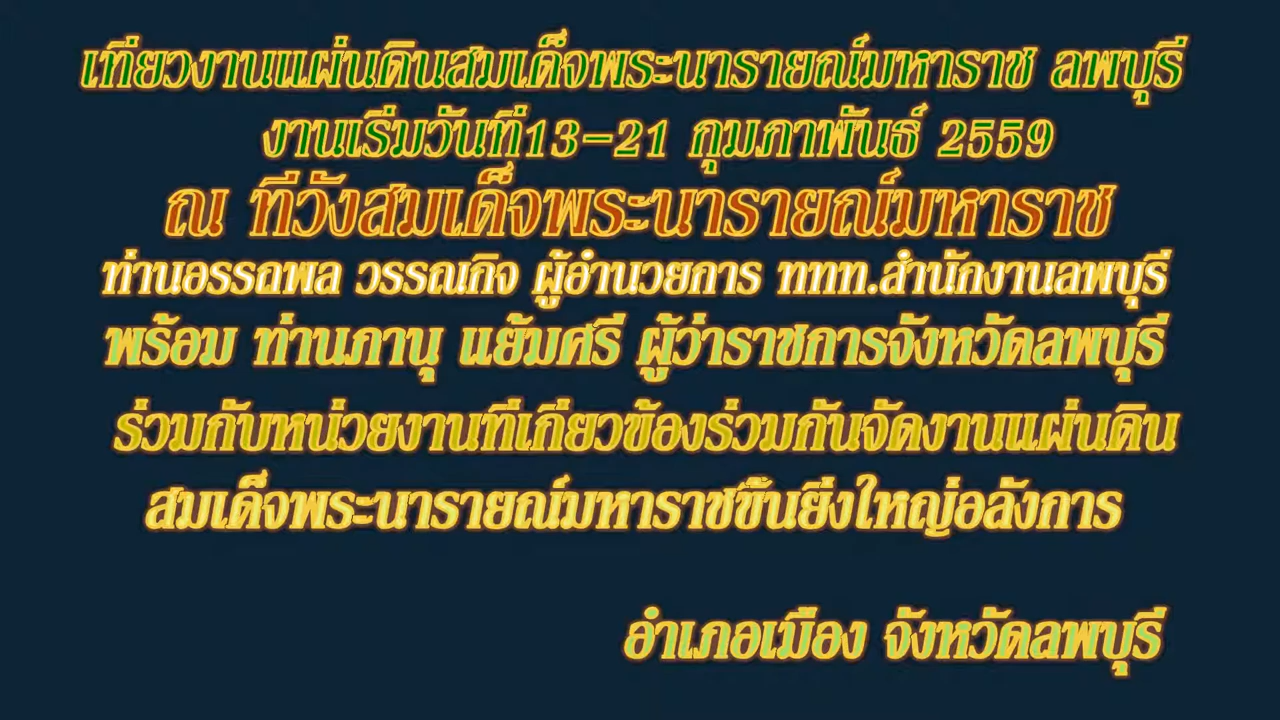 เที่ยวงานแผ่นดินสมเด็จพระนารายณ์มหาราช ลพบุรี
งานเริ่มวันที่13-21 กุมภาพันธ์ 2559
ณ ที่วังสมเด็จพระนารายณ์มหาราช
ท่านอรรถพล วรรณกิจ ผู้อำนวยการ ททท.สำนักงานลพบุรี
พร้อม ท่านภานุ แย้มศรี ผู้ว่าราชการจังหวัดลพบุรี
ร่วมกับหน่วยงานที่เกี่ยวข้องร่วมกันจัดงานแผ่นดิน
สมเด็จพระนารายณ์มหาราชขึ้นยิ่งใหญ่อลังการ
อำเภอเมือง จังหวัดลพบุรี